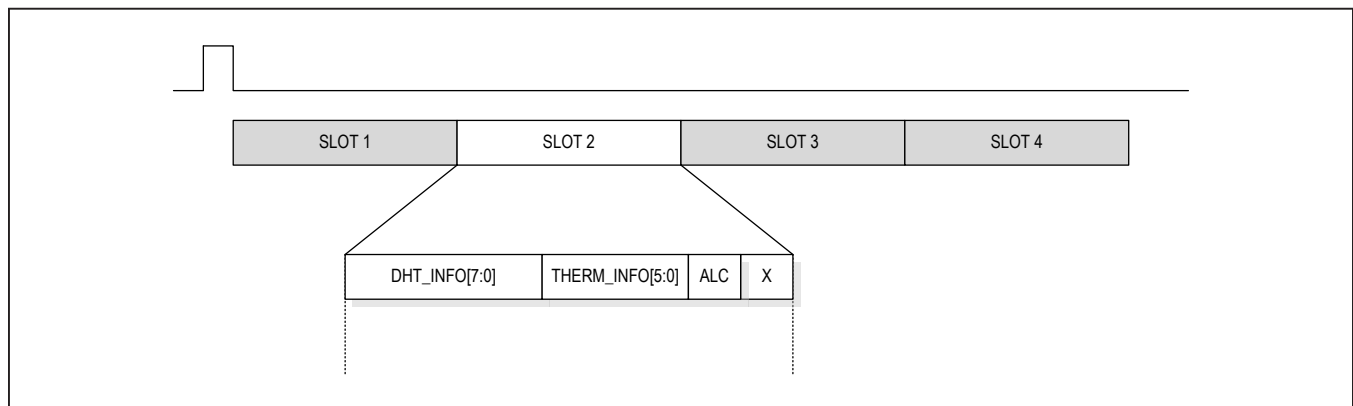 SLOT 1 SLOT 2 SLOT 3 SLOT 4
DHT_INFO[7:0] THERM_INFO[5:0] ALC X